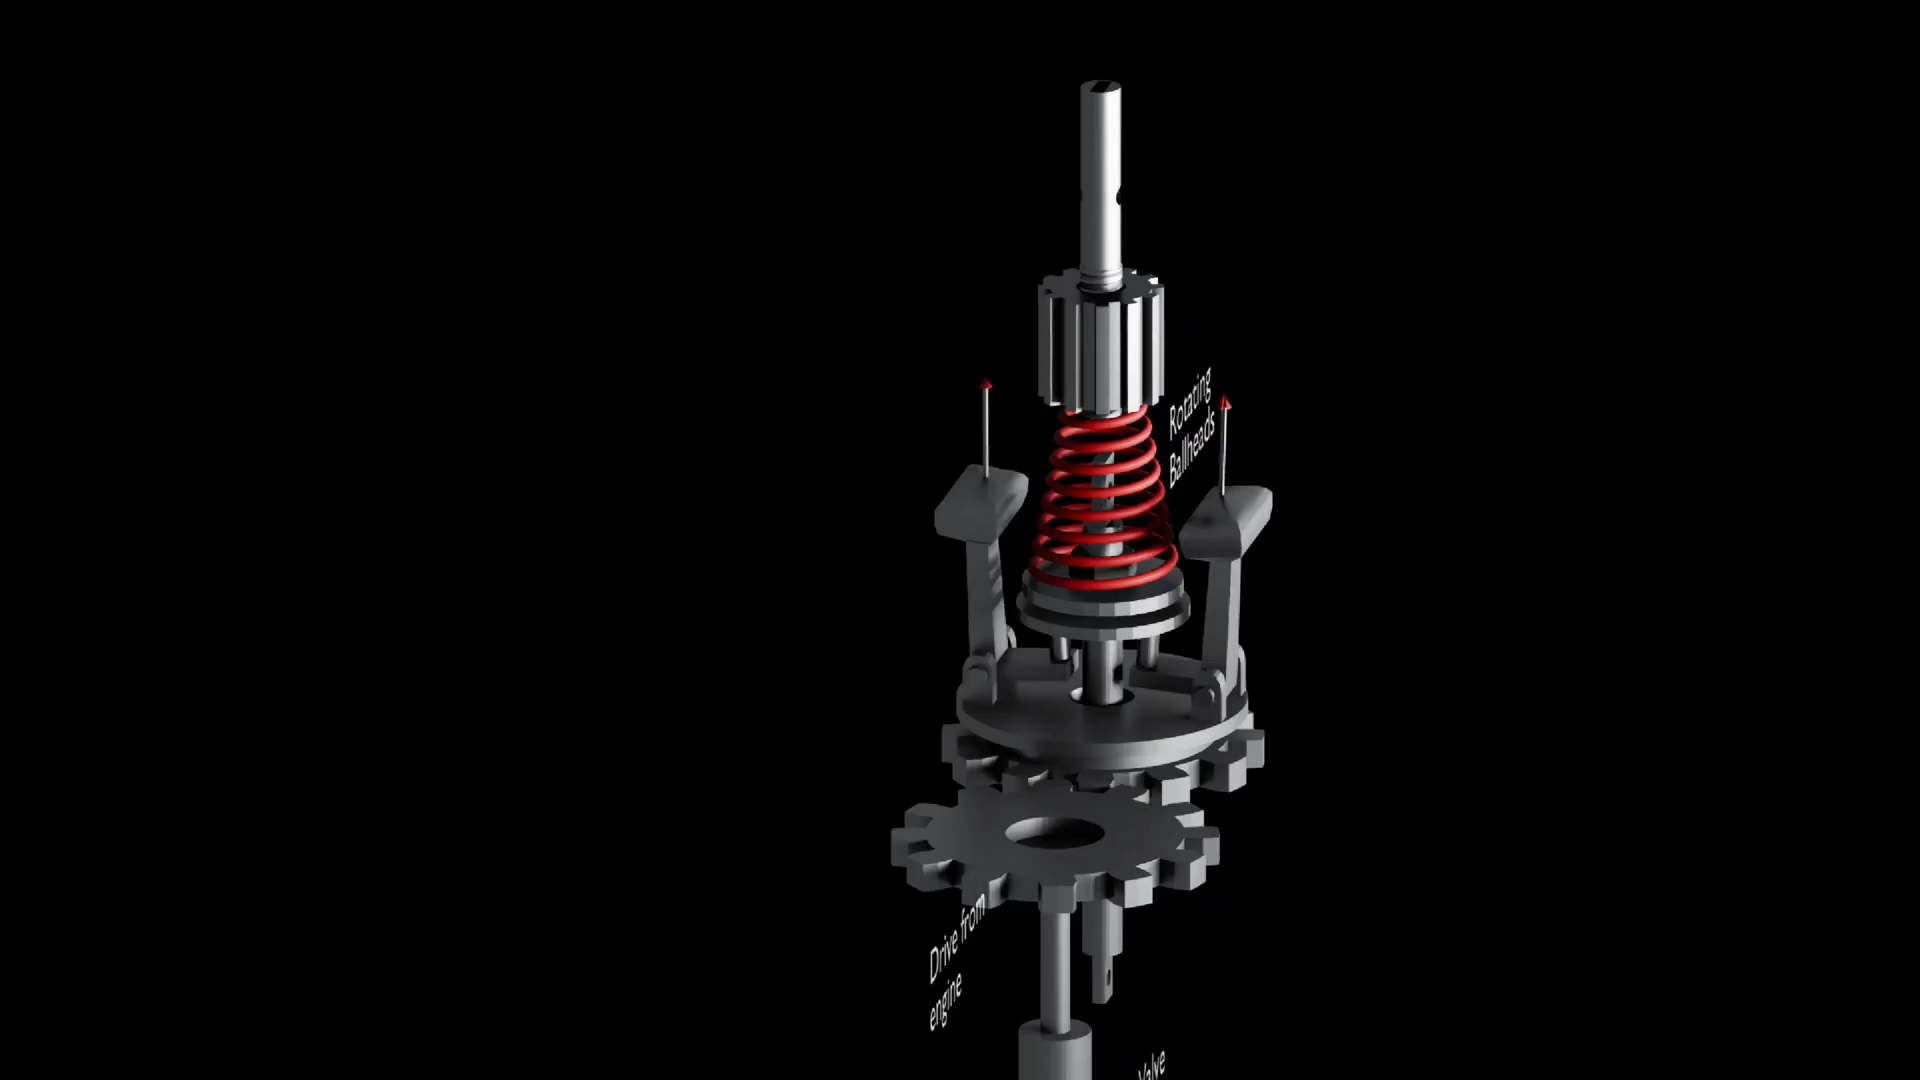 Rotating
Ballheads
Drive from
engine
Valve